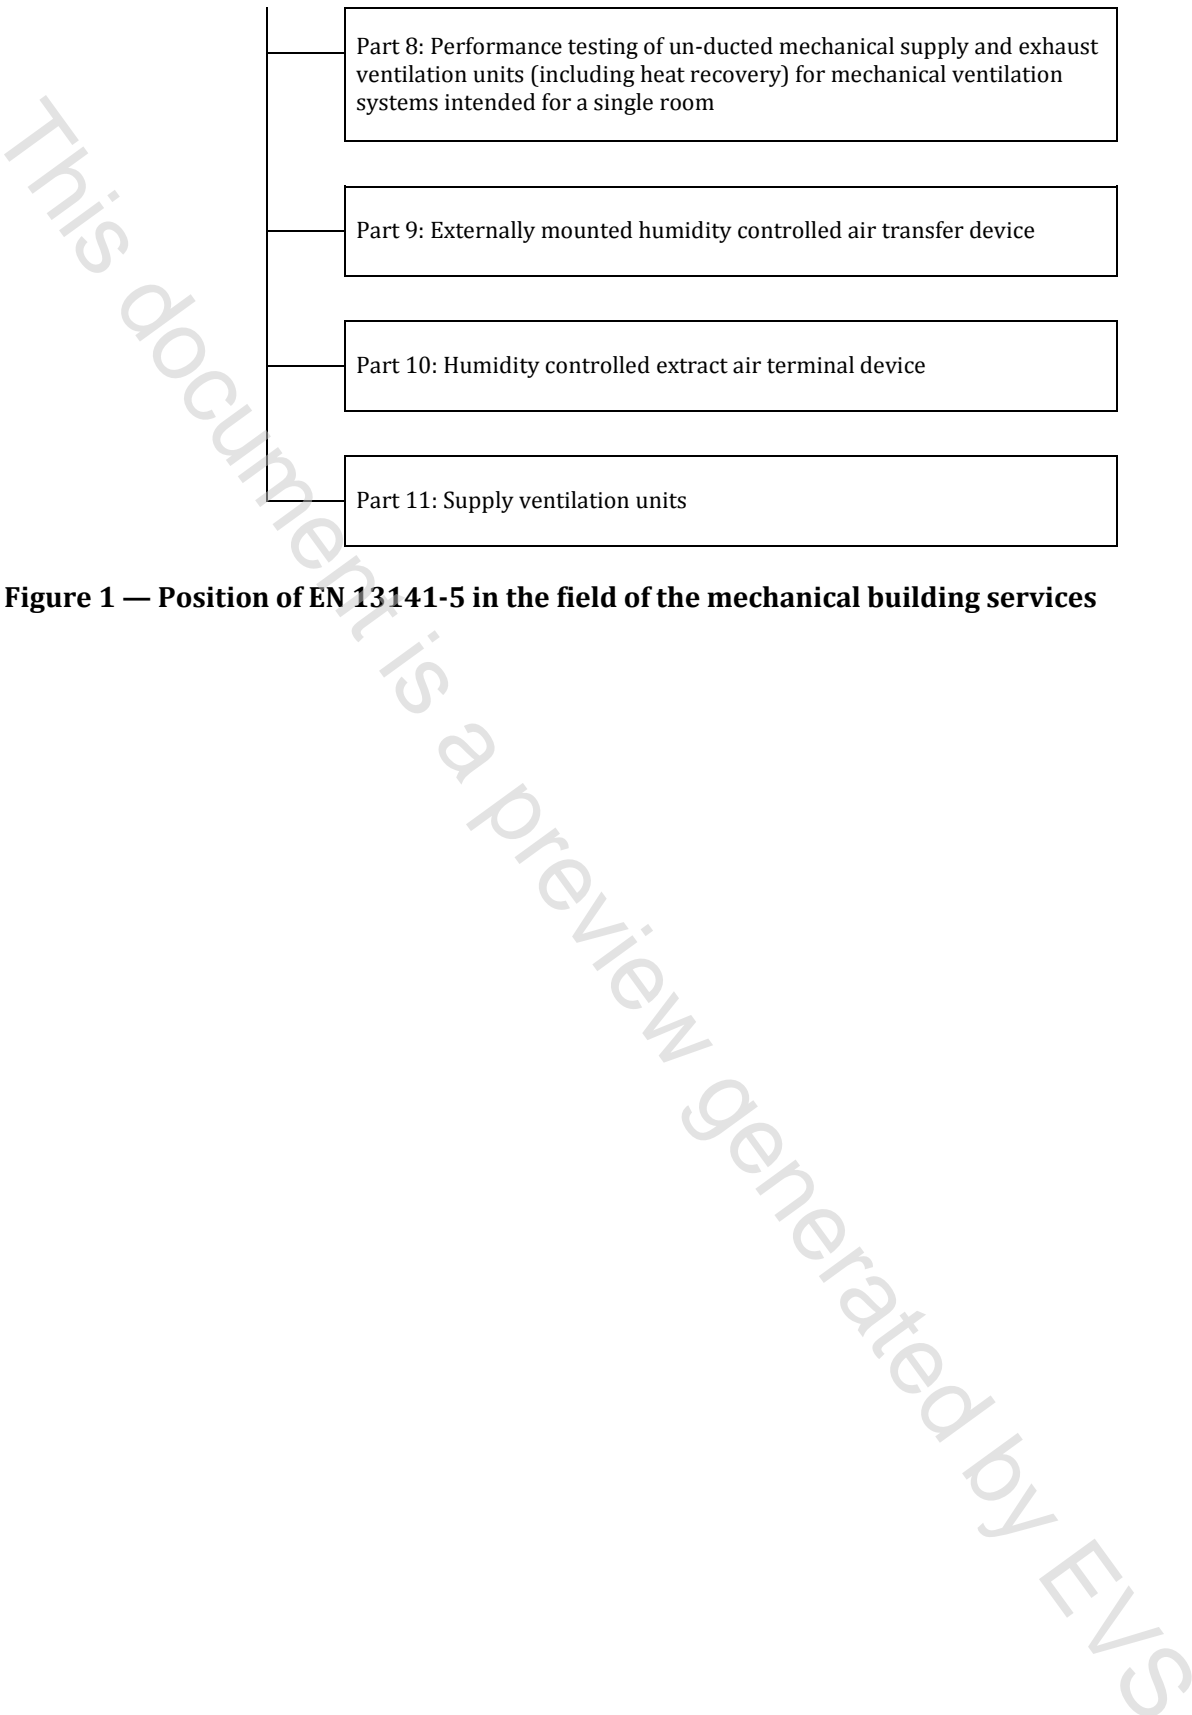 Part 8: Performance testing of un-ducted mechanical supply and exhaust
ventilation units (including heat recovery) for mechanical ventilation
systems intended for a single room
Part 9: Externally mounted humidity controlled air transfer device
Part 10: Humidity controlled extract air terminal device
Part 11: Supply ventilation units
Figure 1 — Position of EN 13141-5 in the field of the mechanical building services
This document is a preview generated by EVS